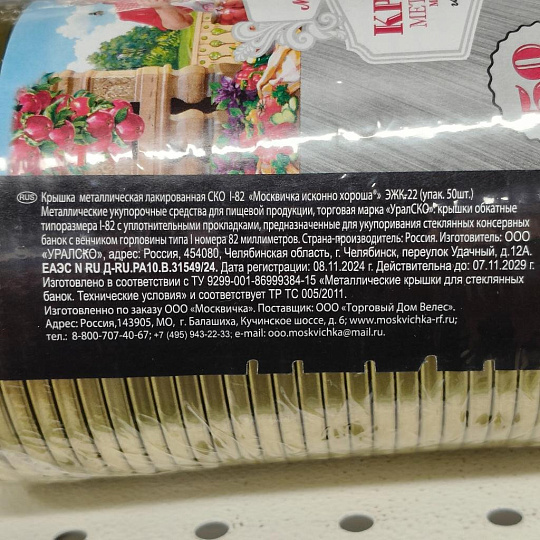 КР
МЕТ
50
RUS Крышка металлическая лакированная СКО I-82 «Москвичка исконно хороша®» ЭЖК-22 (упак. 50шт.)
Металлические укупорочные средства для пищевой продукции, торговая марка «УралСКО»: крышки обкатные
типоразмера I-82 с уплотнительными прокладками, предназначенные для укупоривания стеклянных консервных
банок с венчиком горловины типа I номера 82 миллиметров. Страна-производитель: Россия. Изготовитель: ООО
«УРАЛСКО», адрес: Россия, 454080, Челябинская область, г. Челябинск, переулок Удачный, д.12А.
ЕАЭС N RU Д-RU.РА10.В.31549/24. Дата регистрации: 08.11.2024 г. Действительна до: 07.11.2029 г.
Изготовлено в соответствии с ТУ 9299-001-86999384-15 «Металлические крышки для стеклянных
банок. Технические условия» и соответствует ТР ТС 005/2011.
Изготовлено по заказу ООО «Москвичка». Поставщик: ООО "Торговый Дом Велес".
Адрес: Россия,143905, МО, г. Балашиха, Кучинское шоссе, д. 6; www.moskvichka-rf.ru;
тел.: 8-800-707-40-67; +7 (495) 943-22-33; e-mail: ooo.moskvichka@mail.ru.